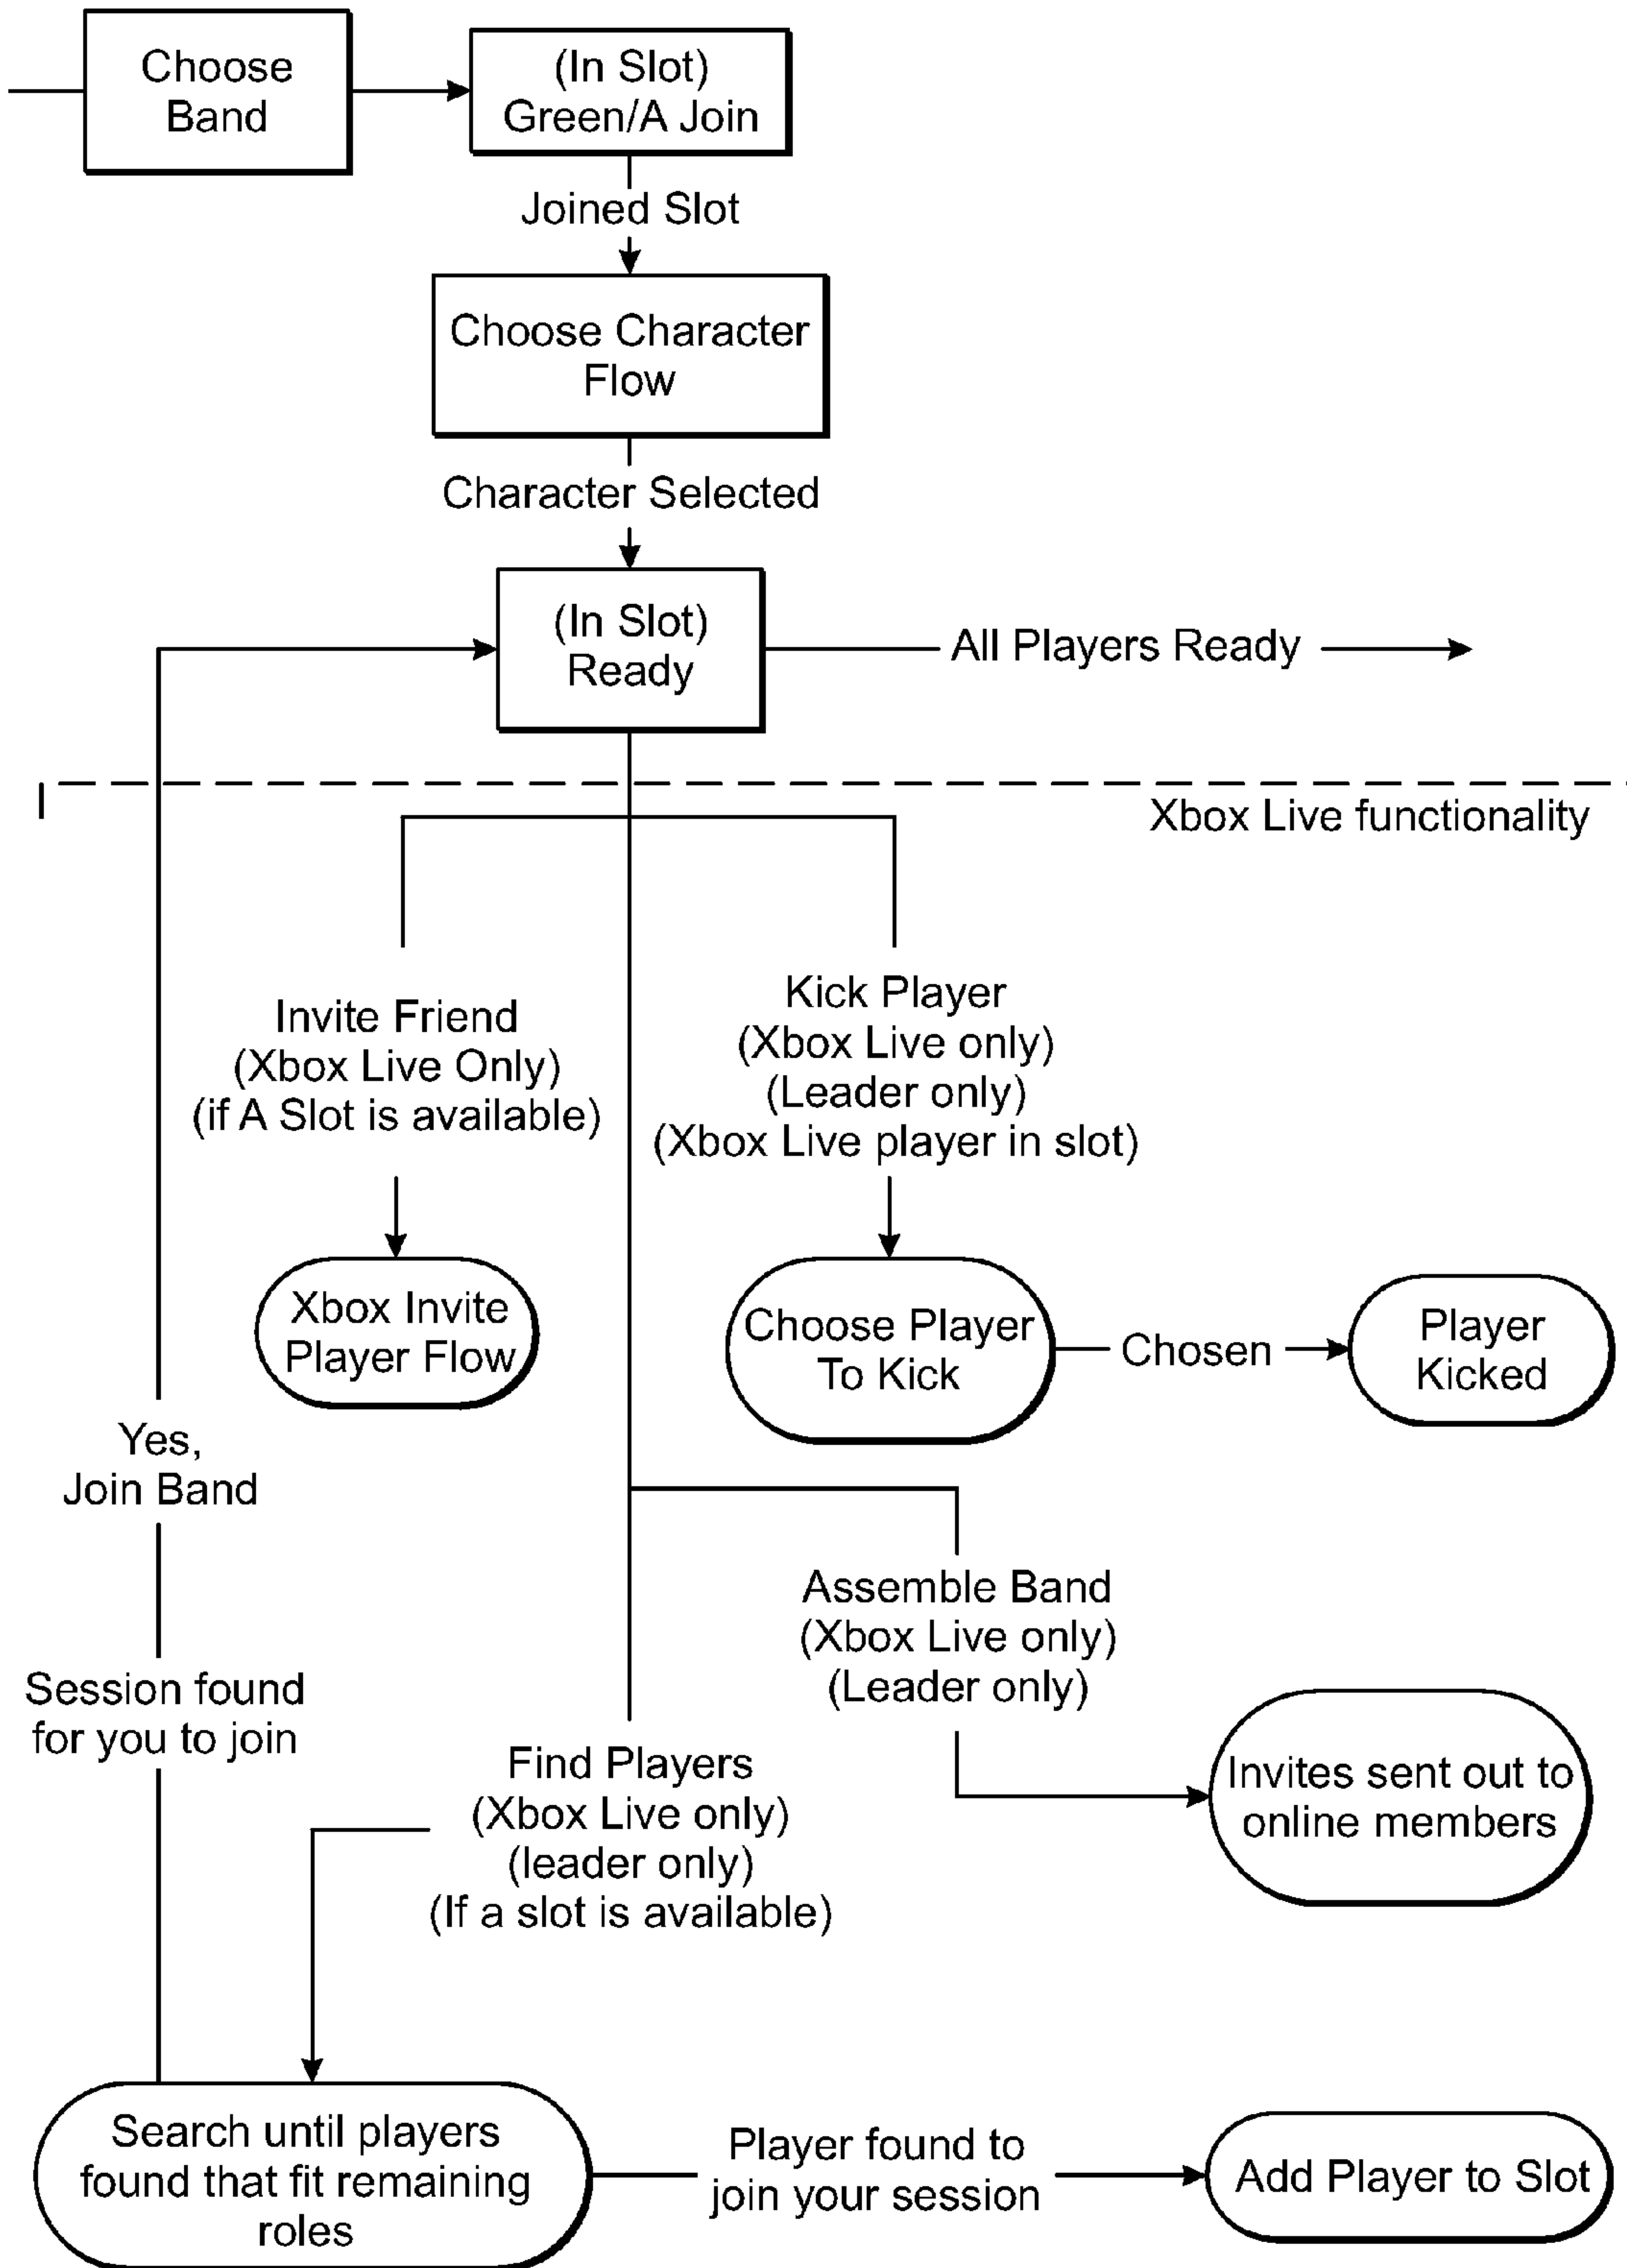 Choose
Band
(In Slot)
Green/A Join
Joined Slot
Choose Character
Flow
Character Selected
(In Slot)
Ready
All Players Ready
Xbox Live functionality
Invite Friend
(Xbox Live Only)
(if A Slot is available)
Kick Player
(Xbox Live only)
(Leader only)
(Xbox Live player in slot)
Xbox Invite
Player Flow
Choose Player
To Kick
Chosen
Player
Kicked
Yes,
Join Band
Assemble Band
(Xbox Live only)
(Leader only)
Session found
for you to join
Invites sent out to
online members
Find Players
(Xbox Live only)
(leader only)
(If a slot is available)
Search until players
found that fit remaining
roles
Player found to
join your session
Add Player to Slot